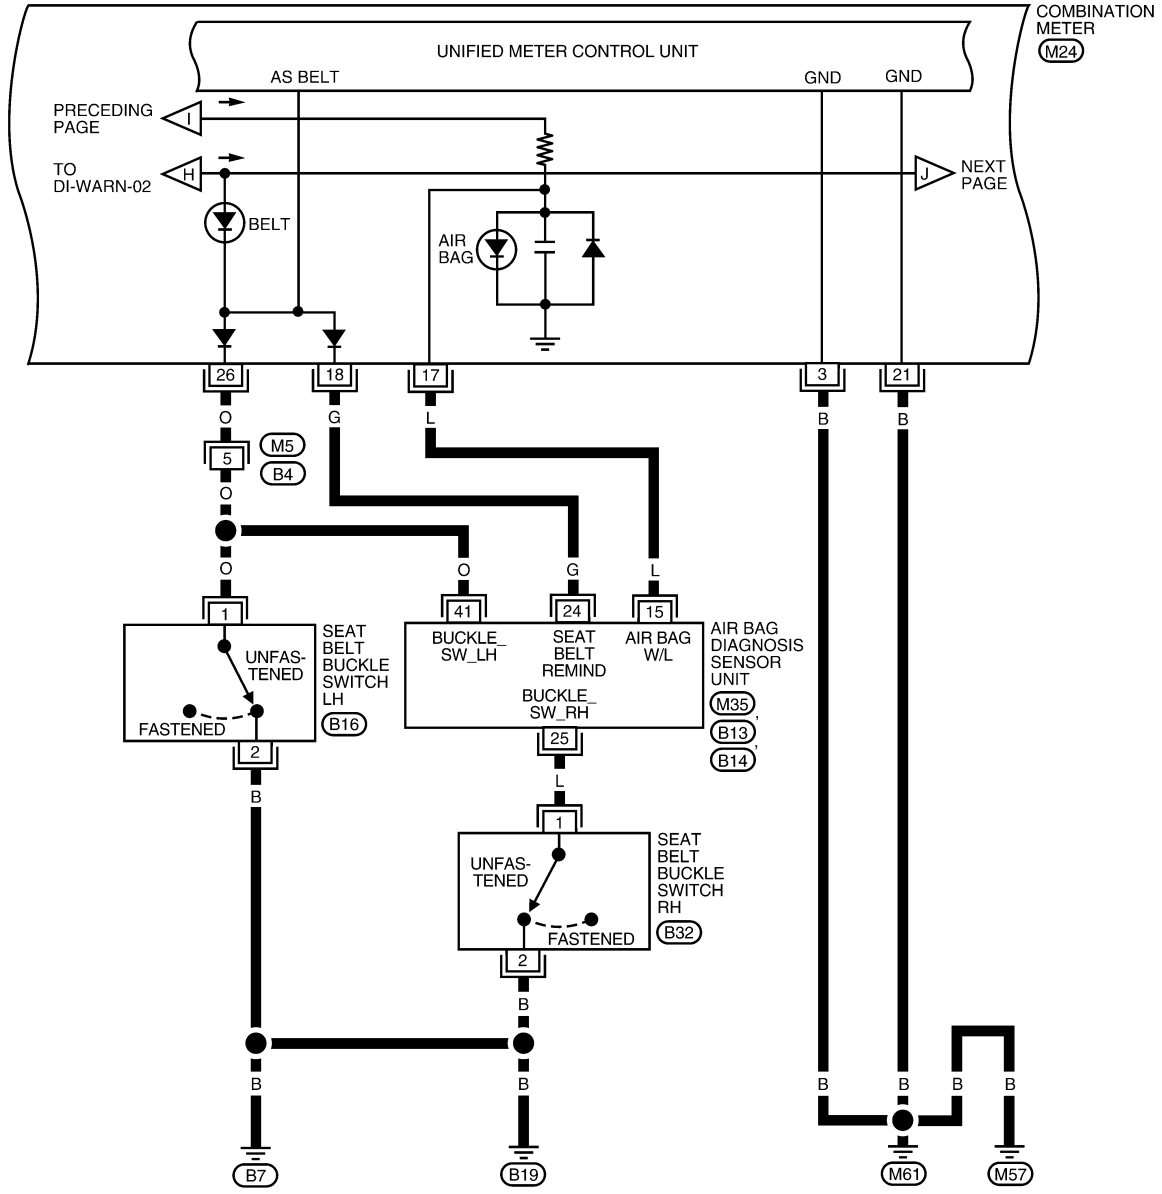 COMBINATION
METER
M24
UNIFIED METER CONTROL UNIT
AS BELT
GND
GND
PRECEDING
PAGE
I
TO
DI-WARN-02
H
J
NEXT
PAGE
BELT
AIR
BAG
26
18
17
3
21
O
G
L
B
B
5
M5
B4
O
O
O
G
L
1
41
24
15
SEAT
BELT
BUCKLE
SWITCH
LH
B16
UNFAS-
TENED
FASTENED
2
BUCKLE_
SW_LH
SEAT
BELT
REMIND
AIR BAG
W/L
BUCKLE_
SW_RH
25
AIR BAG
DIAGNOSIS
SENSOR
UNIT
M35 ,
B13 ,
B14
B
L
1
UNFAS-
TENED
FASTENED
SEAT
BELT
BUCKLE
SWITCH
RH
B32
2
B
B
B
B
B
B
B
B7
B19
M61
M57